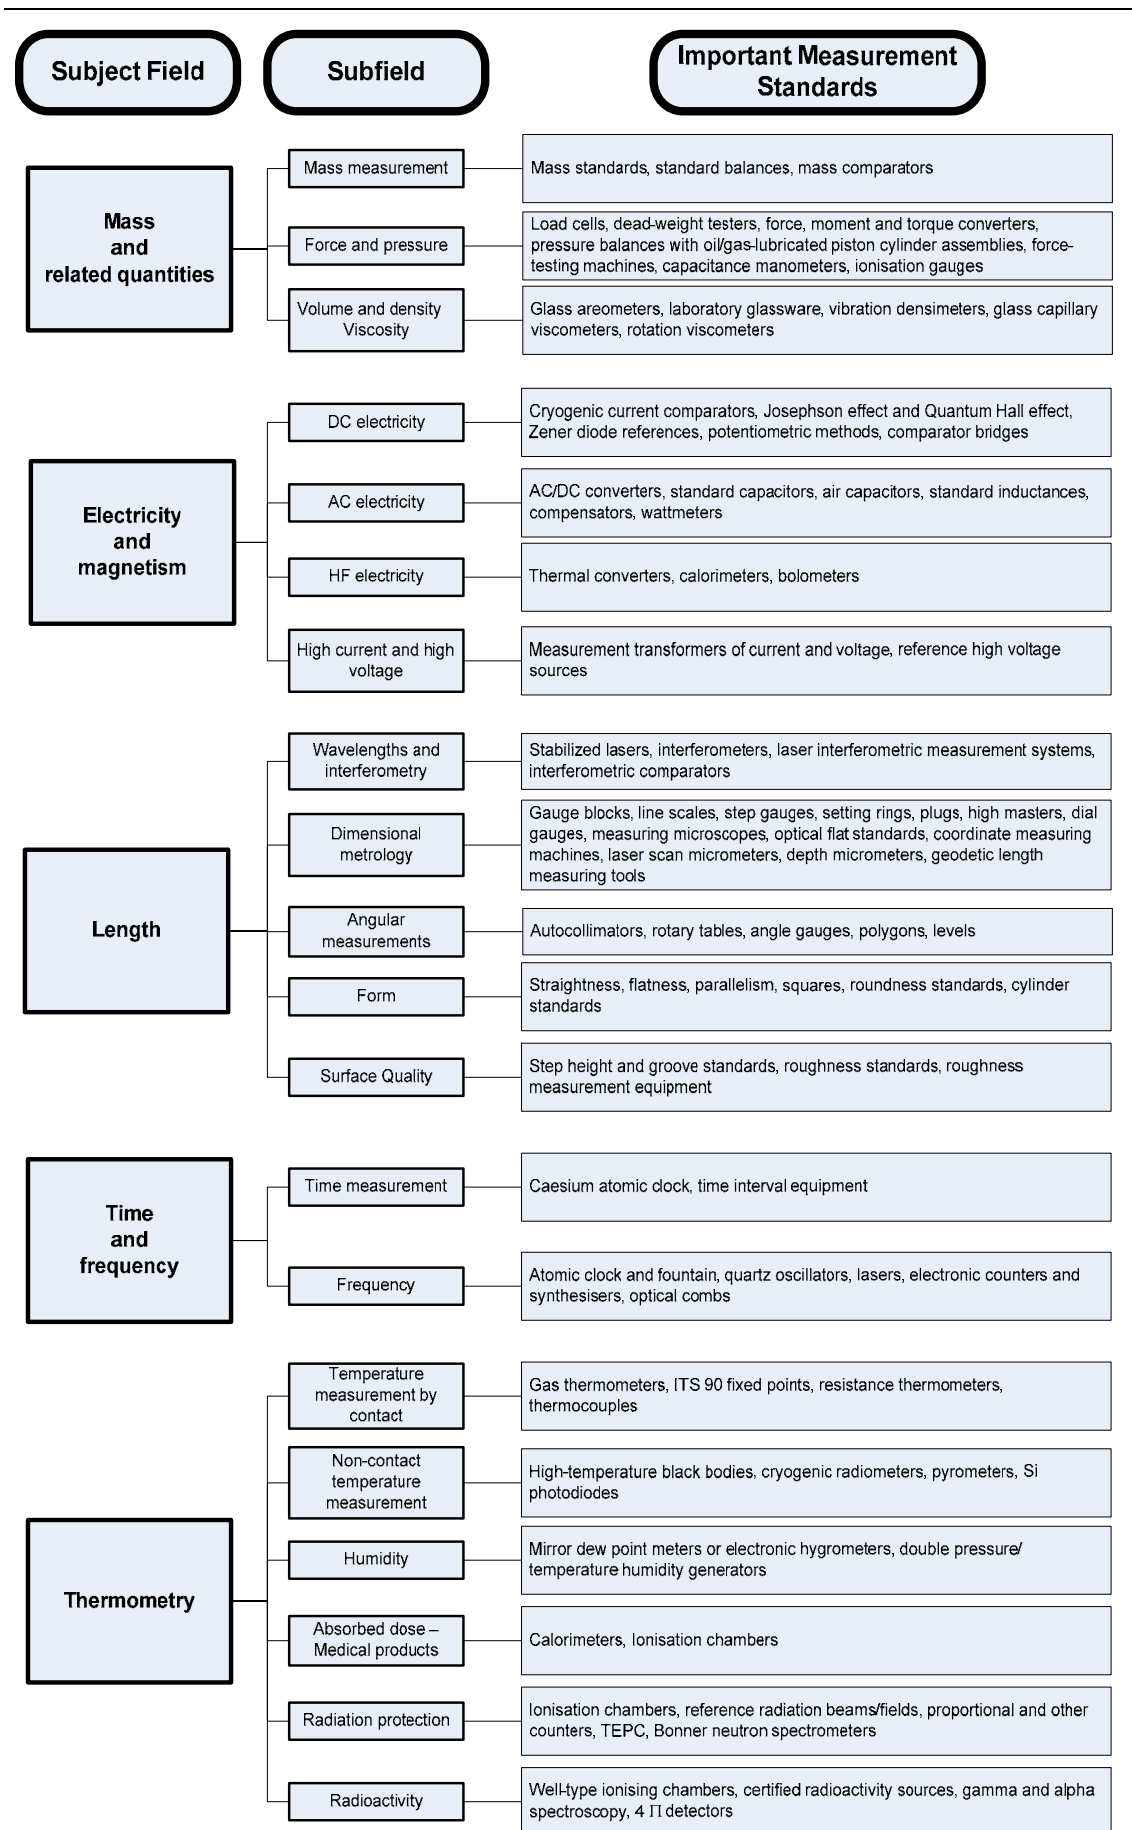 Subject Field
Subfield
Important Measurement
Standards
Mass
and
related quantities
Mass measurement
Mass standards, standard balances, mass comparators
Force and pressure
Load cells, dead-weight testers, force, moment and torque converters,
pressure balances with oil/gas-lubricated piston cylinder assemblies, force-
testing machines, capacitance manometers, ionisation gauges
Volume and density
Viscosity
Glass areometers, laboratory glassware, vibration densimeters, glass capillary
viscometers, rotation viscometers
Electricity
and
magnetism
DC electricity
Cryogenic current comparators, Josephson effect and Quantum Hall effect,
Zener diode references, potentiometric methods, comparator bridges
AC electricity
AC/DC converters, standard capacitors, air capacitors, standard inductances,
compensators, wattmeters
HF electricity
Thermal converters, calorimeters, bolometers
High current and high
voltage
Measurement transformers of current and voltage, reference high voltage
sources
Length
Wavelengths and
interferometry
Stabilized lasers, interferometers, laser interferometric measurement systems,
interferometric comparators
Dimensional
metrology
Gauge blocks, line scales, step gauges, setting rings, plugs, high masters, dial
gauges, measuring microscopes, optical flat standards, coordinate measuring
machines, laser scan micrometers, depth micrometers, geodetic length
measuring tools
Angular
measurements
Autocollimators, rotary tables, angle gauges, polygons, levels
Form
Straightness, flatness, parallelism, squares, roundness standards, cylinder
standards
Surface Quality
Step height and groove standards, roughness standards, roughness
measurement equipment
Time
and
frequency
Time measurement
Caesium atomic clock, time interval equipment
Frequency
Atomic clock and fountain, quartz oscillators, lasers, electronic counters and
synthesisers, optical combs
Thermometry
Temperature
measurement by
contact
Gas thermometers, ITS 90 fixed points, resistance thermometers,
thermocouples
Non-contact
temperature
measurement
High-temperature black bodies, cryogenic radiometers, pyrometers, Si
photodiodes
Humidity
Mirror dew point meters or electronic hygrometers, double pressure/
temperature humidity generators
Absorbed dose –
Medical products
Calorimeters, Ionisation chambers
Radiation protection
Ionisation chambers, reference radiation beams/fields, proportional and other
counters, TEPC, Bonner neutron spectrometers
Radioactivity
Well-type ionising chambers, certified radioactivity sources, gamma and alpha
spectroscopy, 4 Π detectors